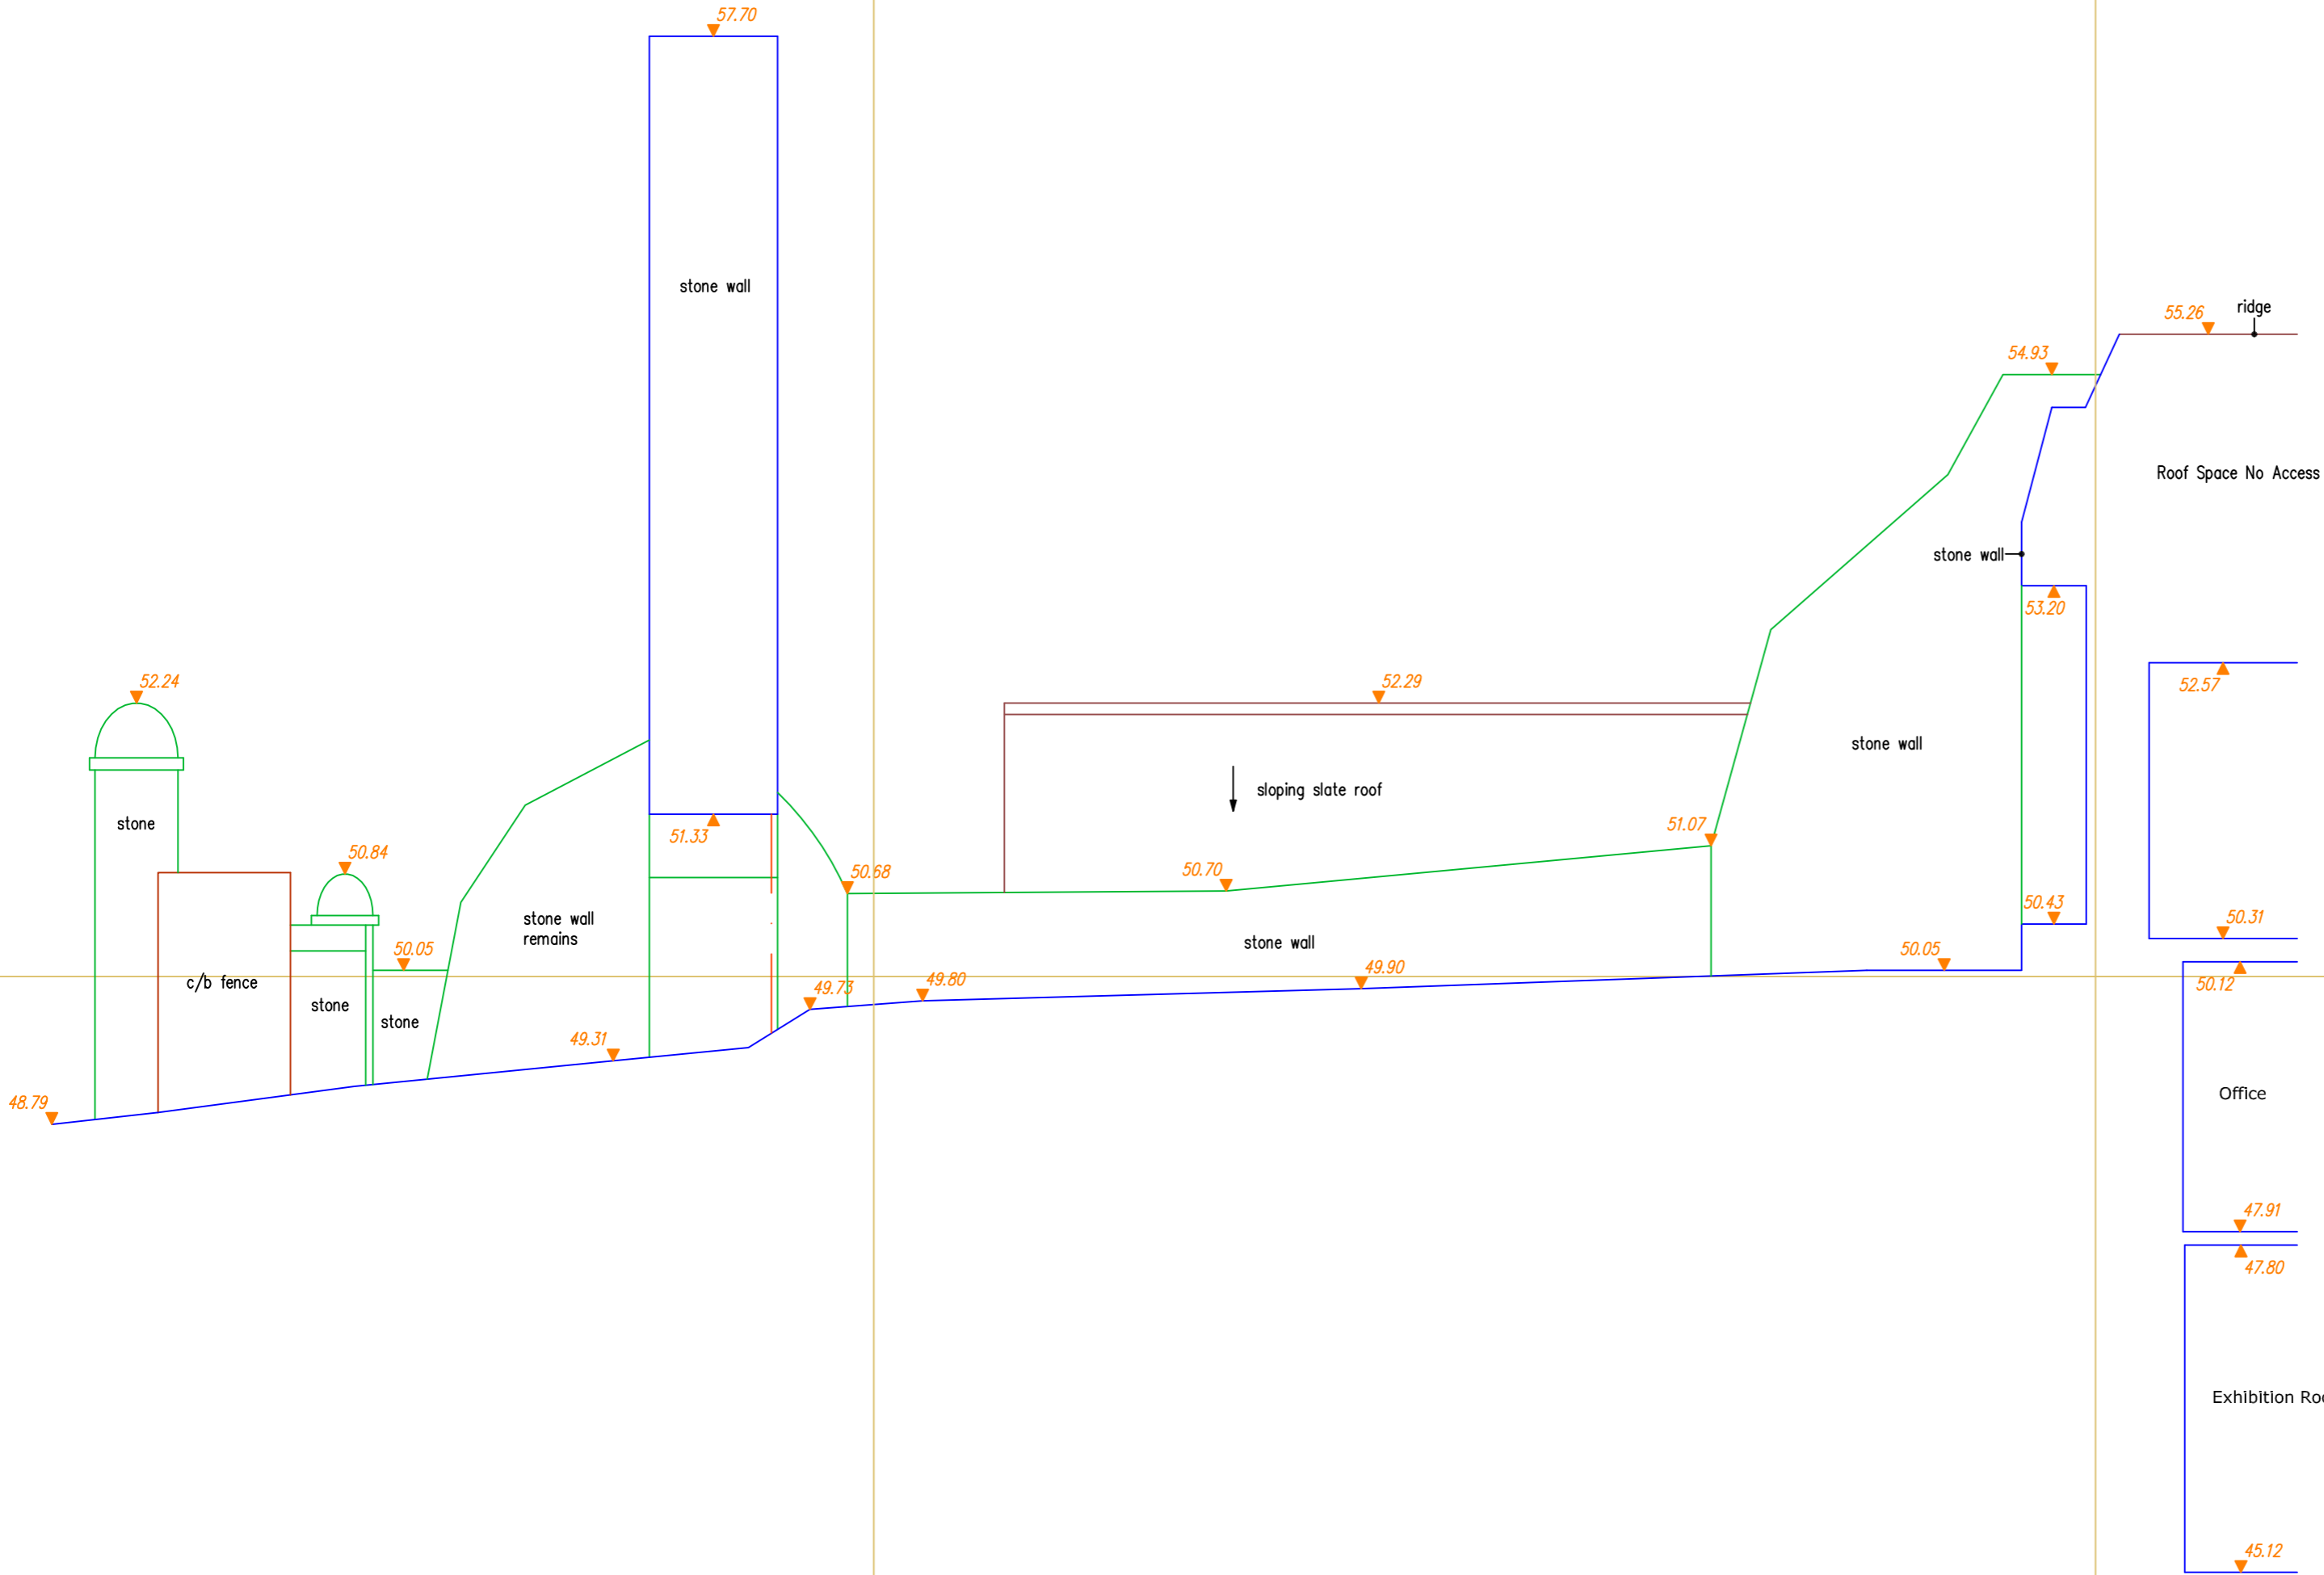 57.70
stone wall
55.26
ridge
54.93
Roof Space No Access
stone wall
53.20
52.57
52.24
52.29
stone wall
sloping slate roof
stone
51.33
51.07
50.84
50.68
50.70
50.43
50.31
stone wall
remains
stone wall
50.05
50.05
c/b fence
49.73
49.80
49.90
50.12
stone
stone
49.31
48.79
Office
47.91
47.80
Exhibition
45.12